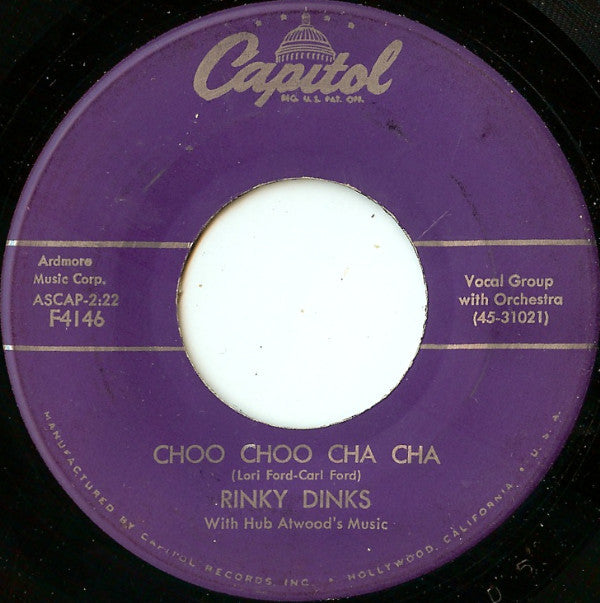 Capitol
REG. U.S. PAT. OFF.
Ardmore
Music Corp.
ASCAP-2:22
F4146
Vocal Group
with Orchestra
(45-31021)
CHOO CHOO CHA CHA
(Lori Ford-Carl Ford)
RINKY DINKS
With Hub Atwood's Music
MANUFACTURED BY CAPITOL RECORDS, INC. • HOLLYWOOD, CALIFORNIA, • U.S.A.